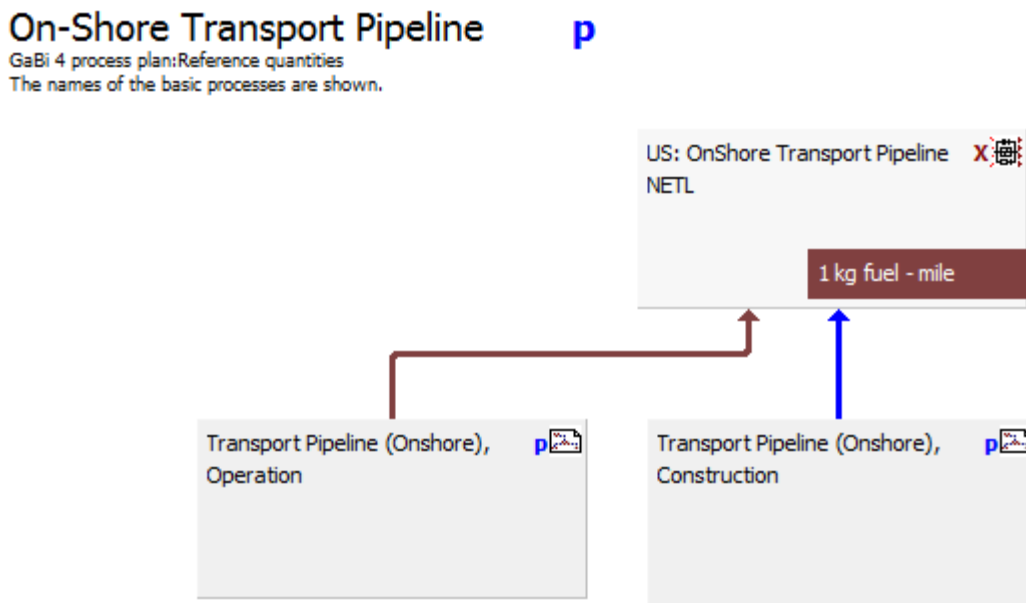 On-Shore Transport Pipeline p
GaBi 4 process plan:Reference quantities
The names of the basic processes are shown.
US: OnShore Transport Pipeline X
NETL
1 kg fuel - mile
Transport Pipeline (Onshore), p
Operation
Transport Pipeline (Onshore), p
Construction